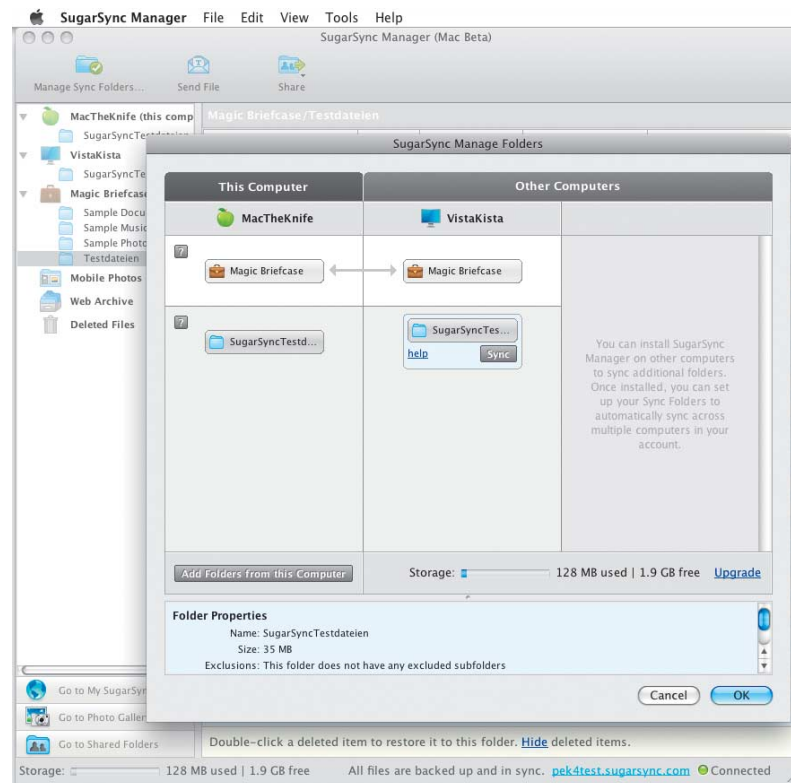 SugarSync Manager File Edit View Tools Help
SugarSync Manager (Mac Beta)
Manage Sync Folders... Send File Share
MacTheKnife (this comp
Magic Briefcase/Testdateien
SugarSyncTestdateien
VistaKista
SugarSyncTe
Magic Briefcase
Sample Docu
Sample Music
Sample Photo
Testdateien
Mobile Photos
Web Archive
Deleted Files
SugarSync Manage Folders
This Computer Other Computers
MacTheKnife VistaKista
?
Magic Briefcase Magic Briefcase
?
SugarSyncTestd... SugarSyncTes...
help Sync
You can install SugarSync
Manager on other computers
to sync additional folders.
Once installed, you can set
up your Sync Folders to
automatically sync across
multiple computers in your
account.
Add Folders from this Computer Storage: 128 MB used | 1.9 GB free Upgrade
Folder Properties
Name: SugarSyncTestdateien
Size: 35 MB
Exclusions: This folder does not have any excluded subfolders
Cancel OK
Go to My SugarSyn
Go to Photo Galler
Go to Shared Folders
Double-click a deleted item to restore it to this folder. Hide deleted items.
Storage: 128 MB used | 1.9 GB free All files are backed up and in sync. pek4test.sugarsync.com Connected